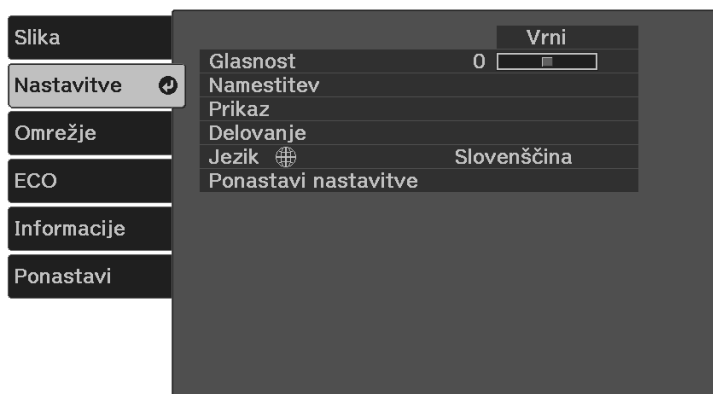 Slika
Nastavitve
Omrežje
ECO
Informacije
Ponastavi
Vrni
Glasnost 0
Namestitev
Prikaz
Delovanje
Jezik Slovenščina
Ponastavi nastavitve